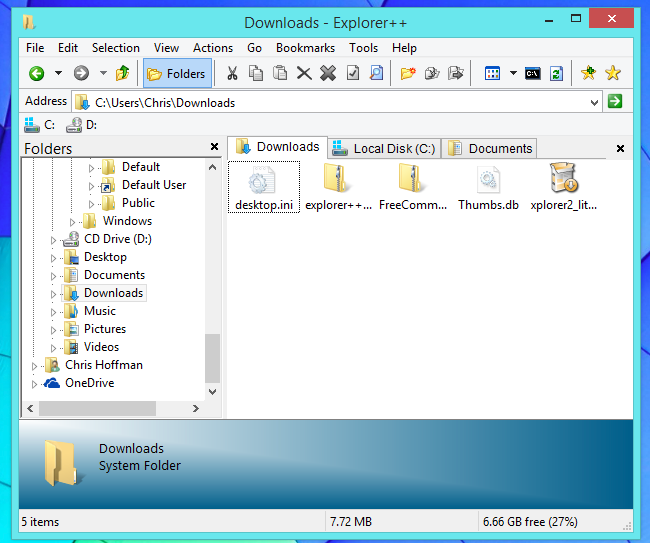 Downloads - Explorer++
File Edit Selection View Actions Go Bookmarks Tools Help
Folders
Address C:\Users\Chris\Downloads
C: D:
Folders
Default
Default User
Public
Windows
CD Drive (D:)
Desktop
Documents
Downloads
Music
Pictures
Videos
Chris Hoffman
OneDrive
Downloads Local Disk (C:) Documents
desktop.ini explorer++... FreeComm... Thumbs.db xplorer2_lit...
Downloads
System Folder
5 items 7.72 MB 6.66 GB free (27%)